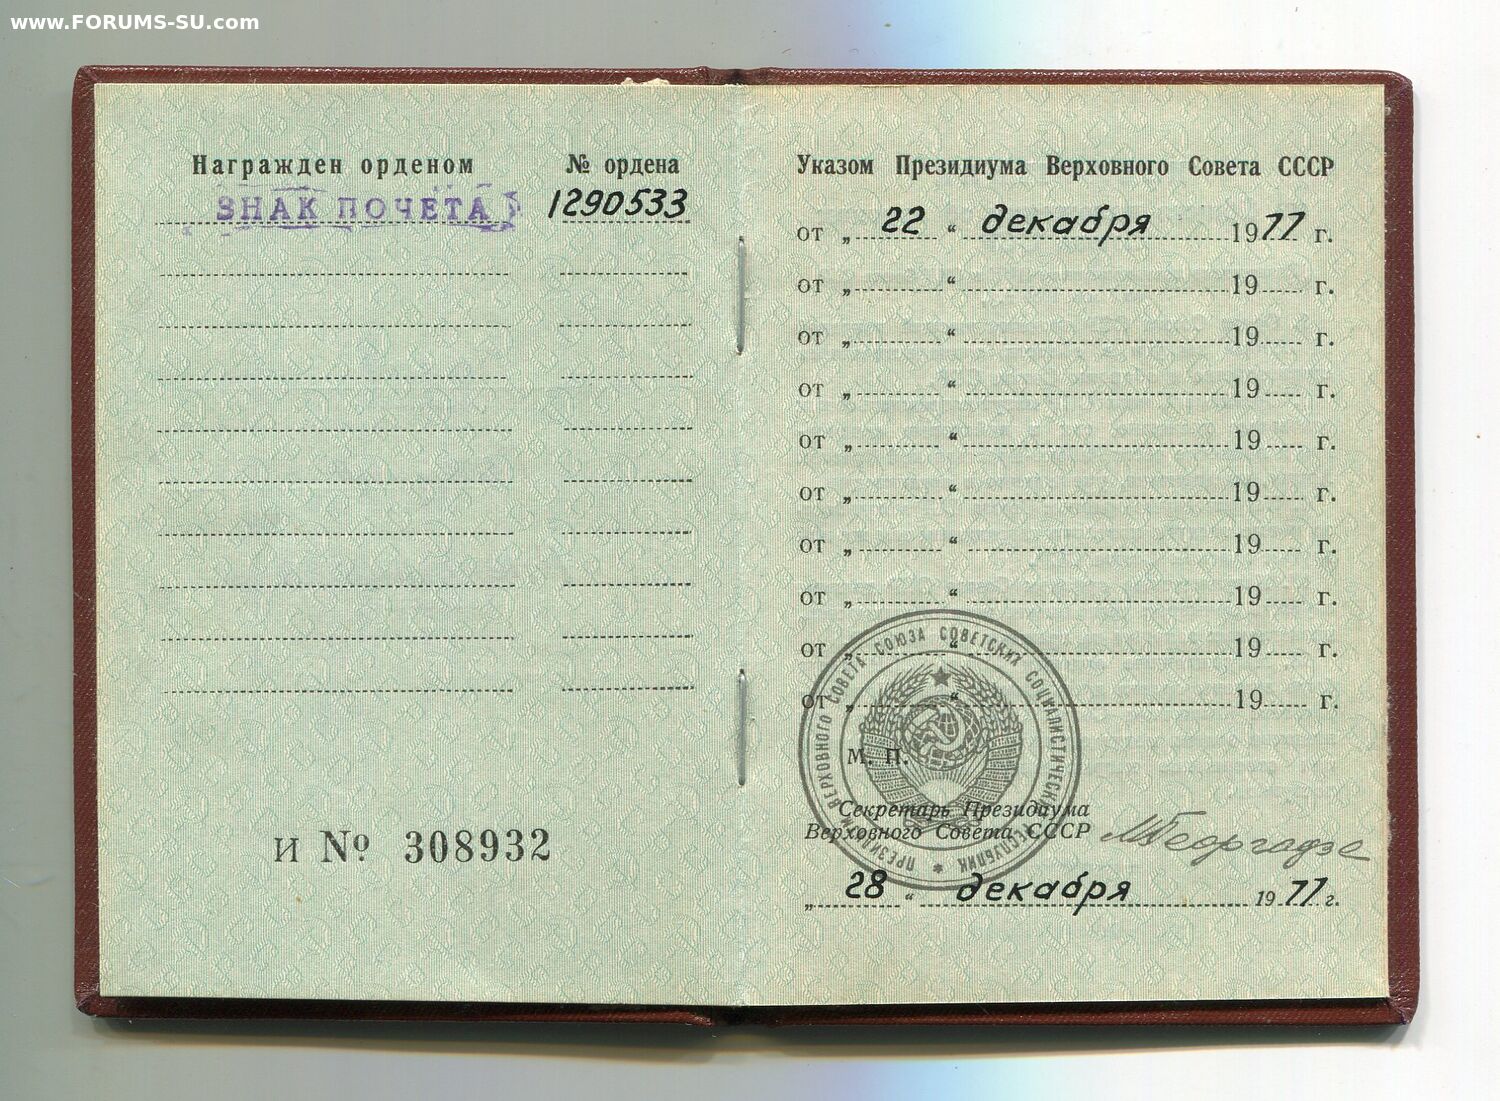 www.FORUMS-SU.com
Награжден орденом № ордена
ЗНАК ПОЧЕТА 1290533
Указом Президиума Верховного Совета СССР
от „ 22 “ декабря 1977 г.
от „ “ 19 г.
от „ “ 19 г.
от „ “ 19 г.
от „ “ 19 г.
от „ “ 19 г.
от „ “ 19 г.
от „ “ 19 г.
от „ “ 19 г.
от „ “ 19 г.
ПРЕЗИДИУМ ВЕРХОВНОГО СОВЕТА СОЮЗА СОВЕТСКИХ СОЦИАЛИСТИЧЕСКИХ РЕСПУБЛИК
М. П.
Секретарь Президиума
Верховного Совета СССР МГеоргадзе
„ 28 “ декабря 1977 г.
И № 308932